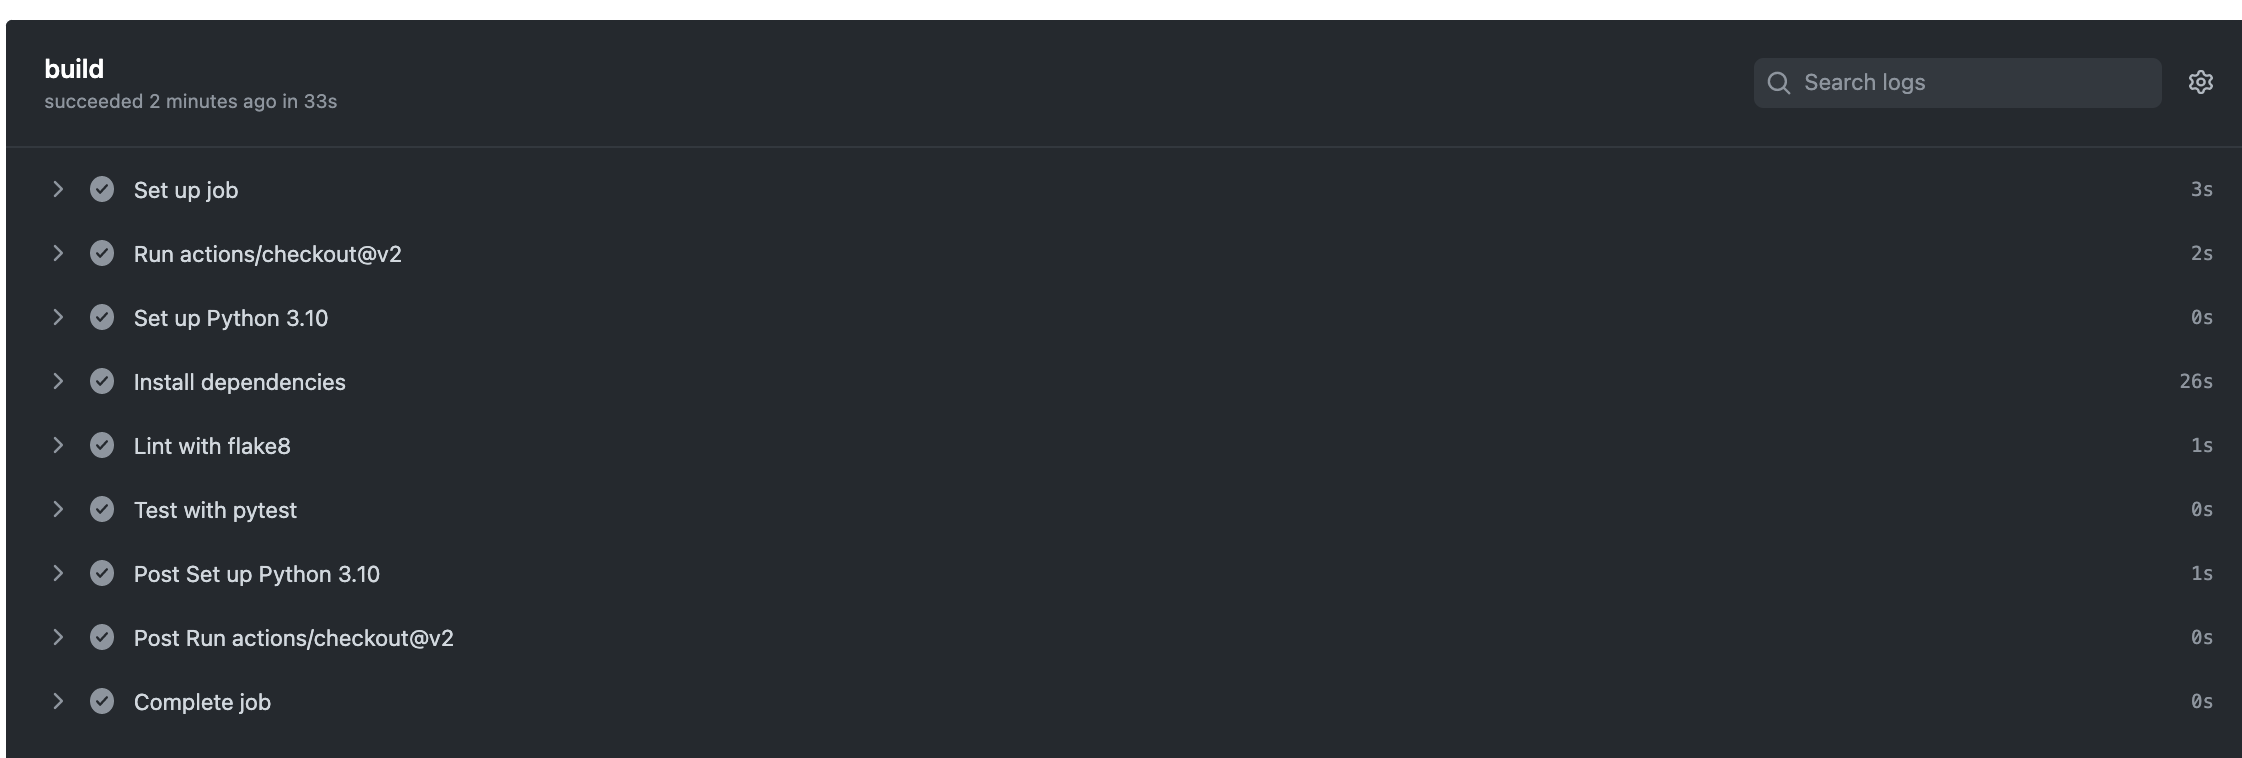 build
succeeded 2 minutes ago in 33s
Search logs
Set up job 3s
Run actions/checkout@v2 2s
Set up Python 3.10 0s
Install dependencies 26s
Lint with flake8 1s
Test with pytest 0s
Post Set up Python 3.10 1s
Post Run actions/checkout@v2 0s
Complete job 0s